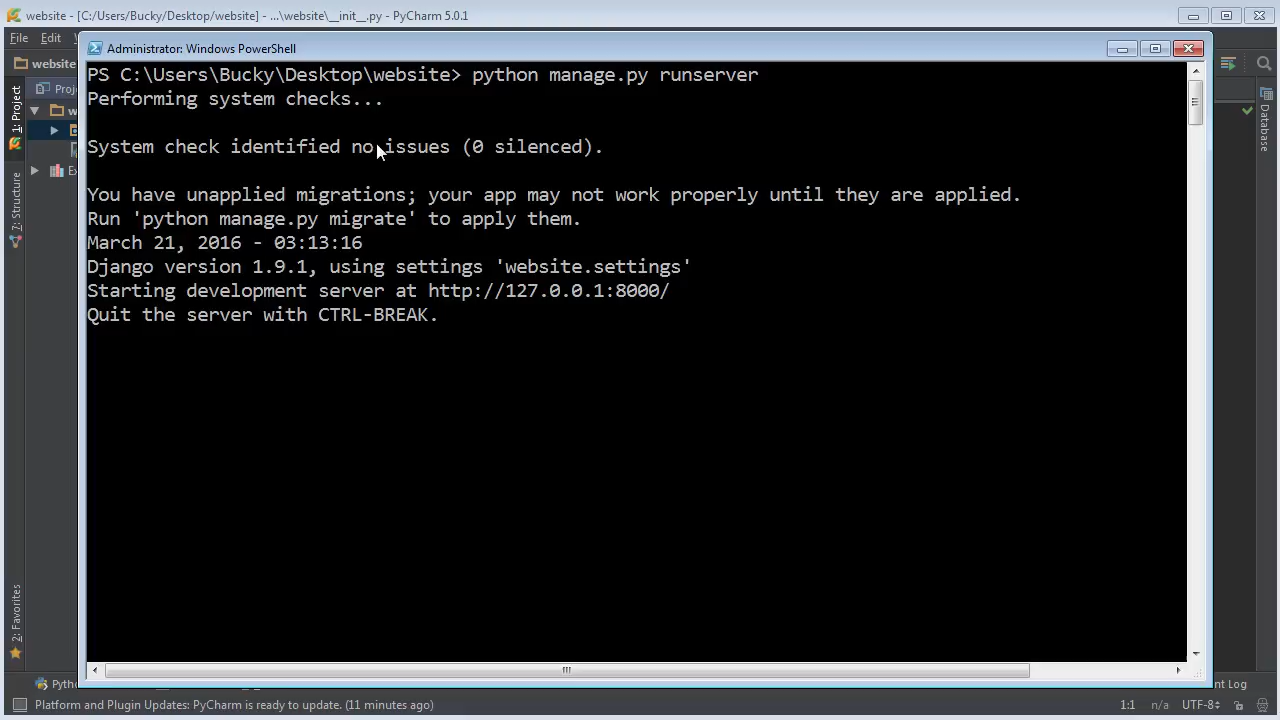 website - [C:/Users/Bucky/Desktop/website] - ...\website\__init__.py - PyCharm 5.0.1
File Edit
Administrator: Windows PowerShell
website
PS C:\Users\Bucky\Desktop\website> python manage.py runserver
Performing system checks...
System check identified no issues (0 silenced).
You have unapplied migrations; your app may not work properly until they are applied.
Run 'python manage.py migrate' to apply them.
March 21, 2016 - 03:13:16
Django version 1.9.1, using settings 'website.settings'
Starting development server at http://127.0.0.1:8000/
Quit the server with CTRL-BREAK.
1: Project
7: Structure
2: Favorites
Database
Platform and Plugin Updates: PyCharm is ready to update. (11 minutes ago)
1:1 n/a UTF-8